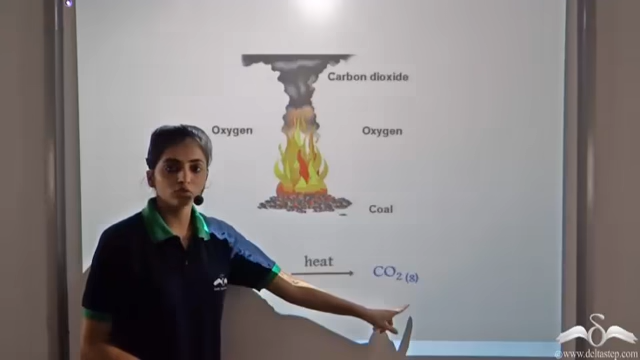 Carbon dioxide
Oxygen
Oxygen
Coal
heat
CO₂ (s)
©www.deltastep.com